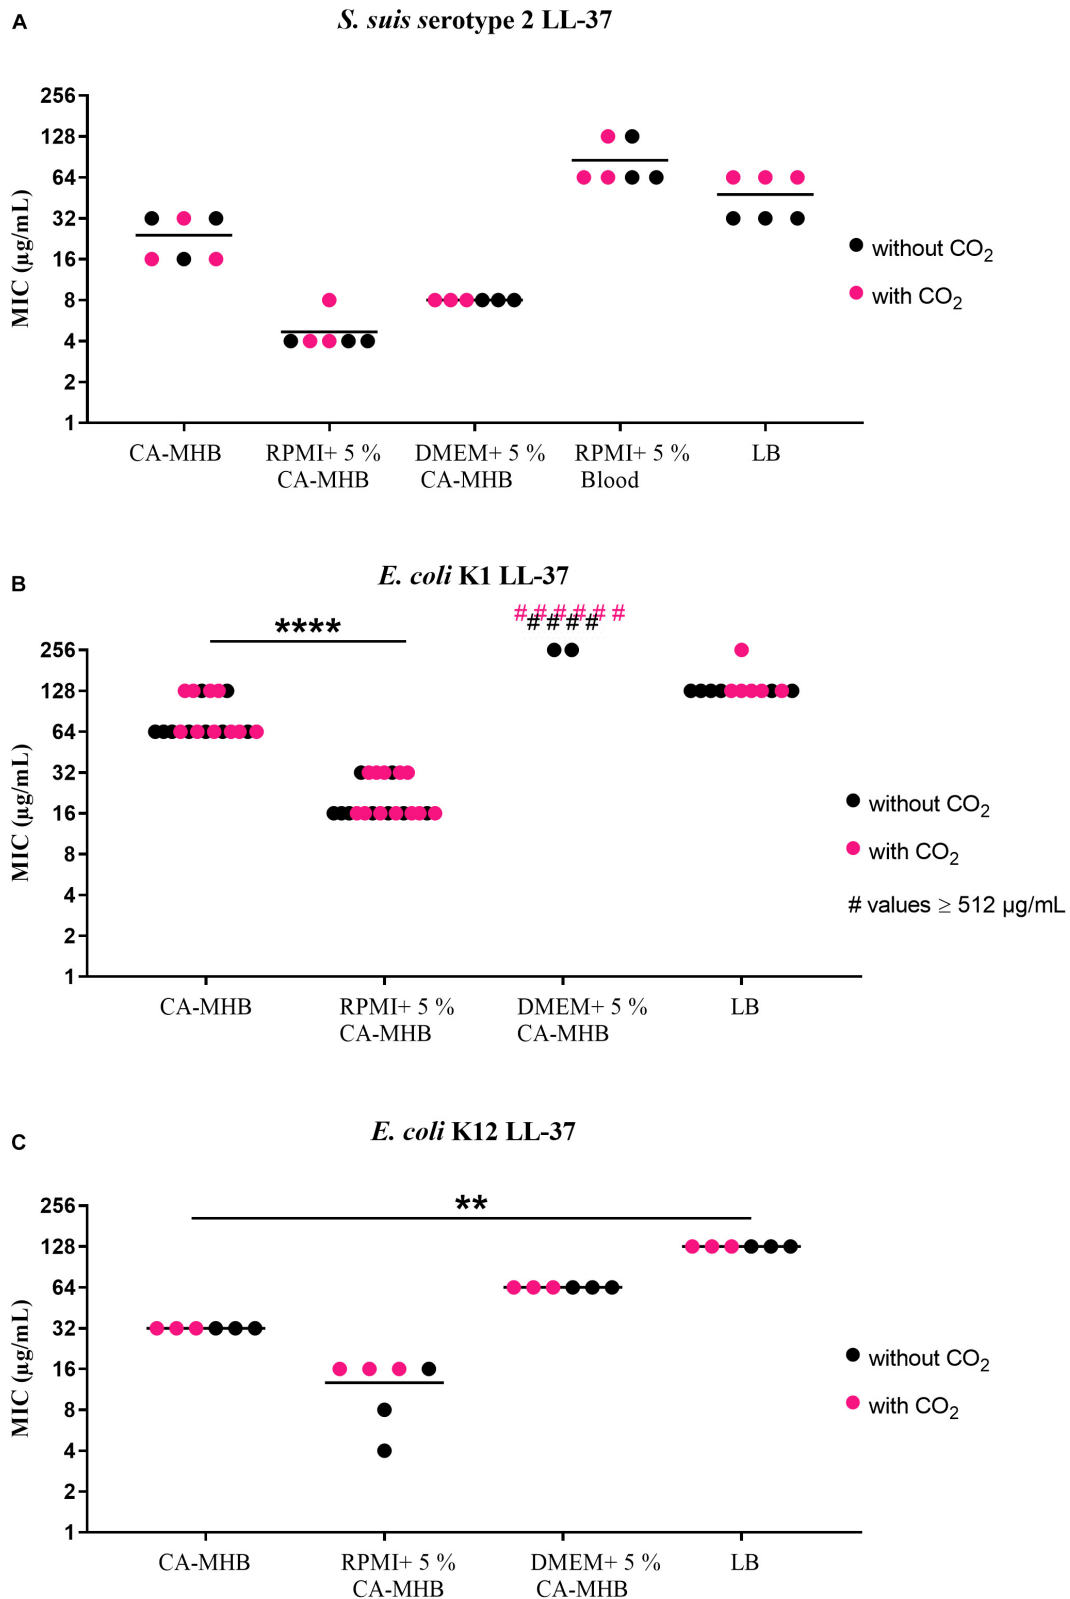 A
S. suis serotype 2 LL-37
256
128
64
32
16
8
4
2
1
MIC (µg/mL)
without CO2
with CO2
CA-MHB
RPMI+ 5 %
CA-MHB
DMEM+ 5 %
CA-MHB
RPMI+ 5 %
Blood
LB
B
E. coli K1 LL-37
****
# # # # # #
# # # #
256
128
64
32
16
8
4
2
1
MIC (µg/mL)
without CO2
with CO2
# values ≥ 512 µg/mL
CA-MHB
RPMI+ 5 %
CA-MHB
DMEM+ 5 %
CA-MHB
LB
C
E. coli K12 LL-37
**
256
128
64
32
16
8
4
2
1
MIC (µg/mL)
without CO2
with CO2
CA-MHB
RPMI+ 5 %
CA-MHB
DMEM+ 5 %
CA-MHB
LB